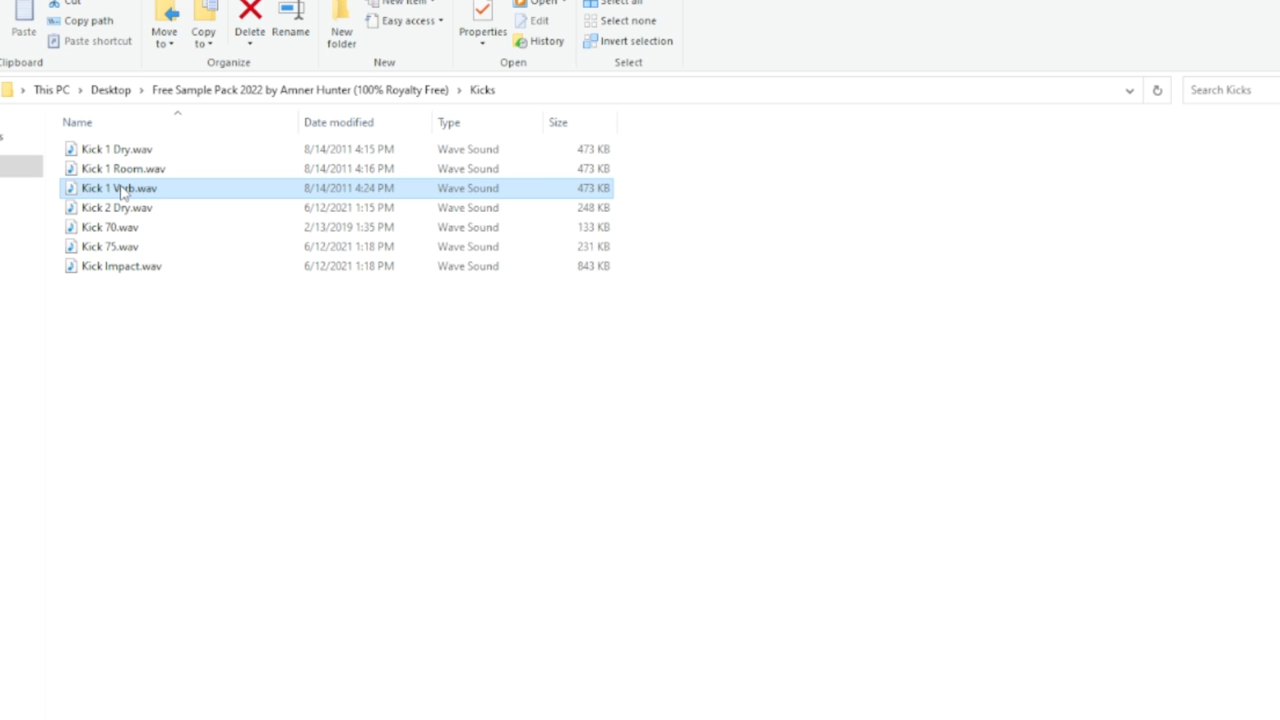 Cut
New item
Open
Select all
Paste
Copy path
Move to
Copy to
Delete
Rename
New folder
Easy access
Properties
Edit
Select none
Paste shortcut
History
Invert selection
Clipboard
Organize
New
Open
Select
This PC > Desktop > Free Sample Pack 2022 by Amner Hunter (100% Royalty Free) > Kicks
Search Kicks
Name Date modified Type Size
Kick 1 Dry.wav 8/14/2011 4:15 PM Wave Sound 473 KB
Kick 1 Room.wav 8/14/2011 4:16 PM Wave Sound 473 KB
Kick 1 Verb.wav 8/14/2011 4:24 PM Wave Sound 473 KB
Kick 2 Dry.wav 6/12/2021 1:15 PM Wave Sound 248 KB
Kick 70.wav 2/13/2019 1:35 PM Wave Sound 133 KB
Kick 75.wav 6/12/2021 1:18 PM Wave Sound 231 KB
Kick Impact.wav 6/12/2021 1:18 PM Wave Sound 843 KB